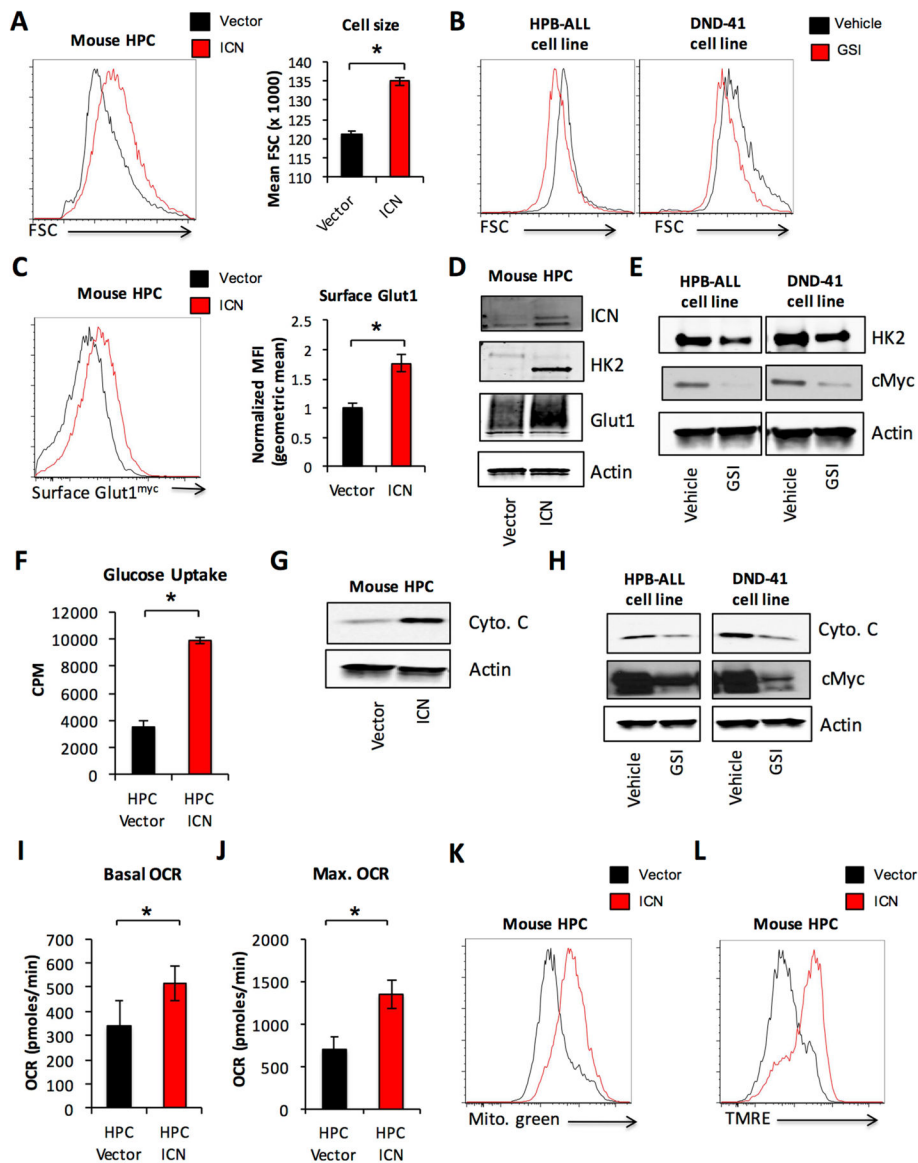 A
Mouse HPC
Vector
ICN
FSC
Cell size
*
Mean FSC (x 1000)
140
135
130
125
120
115
110
Vector
ICN
B
HPB-ALL
cell line
DND-41
cell line
Vehicle
GSI
FSC
FSC
C
Mouse HPC
Vector
ICN
Surface Glut1myc
Surface Glut1
*
Normalized MFI
(geometric mean)
2.5
2
1.5
1
0.5
0
Vector
ICN
D
Mouse HPC
ICN
HK2
Glut1
Actin
Vector
ICN
E
HPB-ALL
cell line
DND-41
cell line
HK2
cMyc
Actin
Vehicle
GSI
Vehicle
GSI
F
Glucose Uptake
*
CPM
12000
10000
8000
6000
4000
2000
0
HPC
Vector
HPC
ICN
G
Mouse HPC
Cyto. C
Actin
Vector
ICN
H
HPB-ALL
cell line
DND-41
cell line
Cyto. C
cMyc
Actin
Vehicle
GSI
Vehicle
GSI
I
Basal OCR
*
OCR (pmoles/min)
700
600
500
400
300
200
100
0
HPC
Vector
HPC
ICN
J
Max. OCR
*
OCR (pmoles/min)
2000
1500
1000
500
0
HPC
Vector
HPC
ICN
K
Vector
ICN
Mouse HPC
Mito. green
L
Vector
ICN
Mouse HPC
TMRE